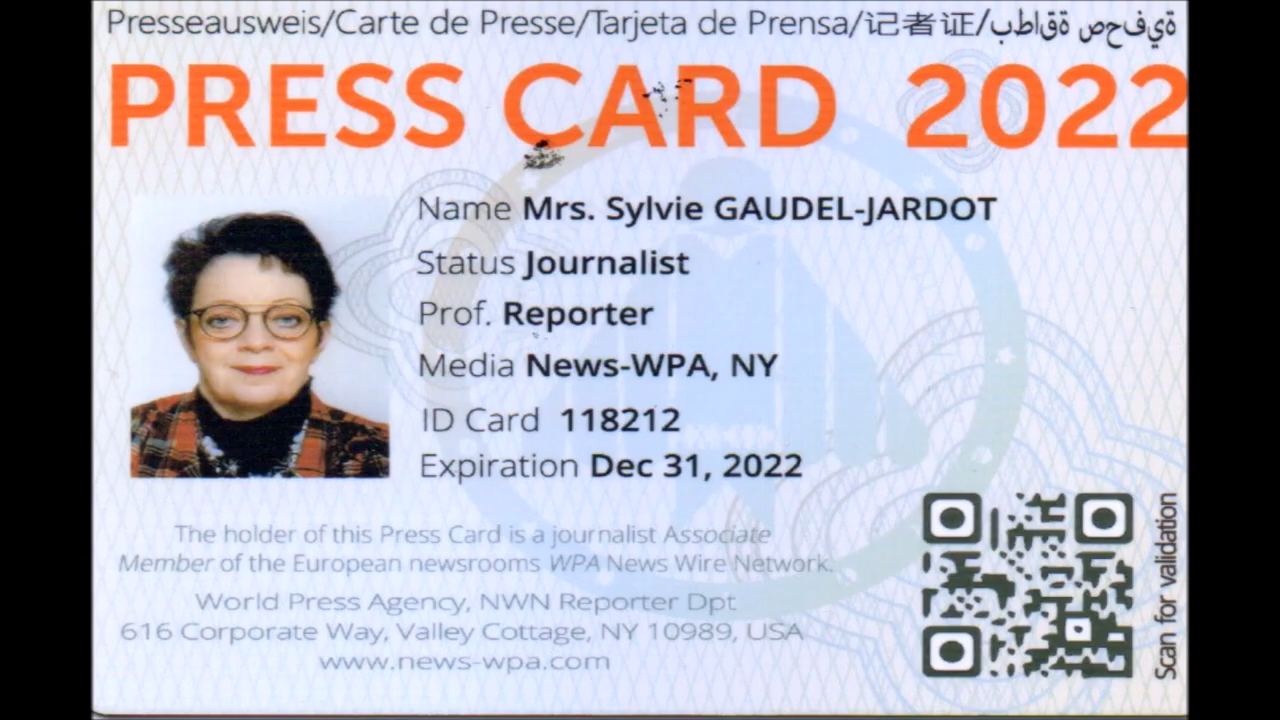 Presseausweis/Carte de Presse/Tarjeta de Prensa/记者证/ةيفحص ةقاطب
PRESS CARD 2022
Name Mrs. Sylvie GAUDEL-JARDOT
Status Journalist
Prof. Reporter
Media News-WPA, NY
ID Card 118212
Expiration Dec 31, 2022
The holder of this Press Card is a journalist Associate
Member of the European newsrooms WPA News Wire Network.
World Press Agency, NWN Reporter Dpt
616 Corporate Way, Valley Cottage, NY 10989, USA
www.news-wpa.com
Scan for validation